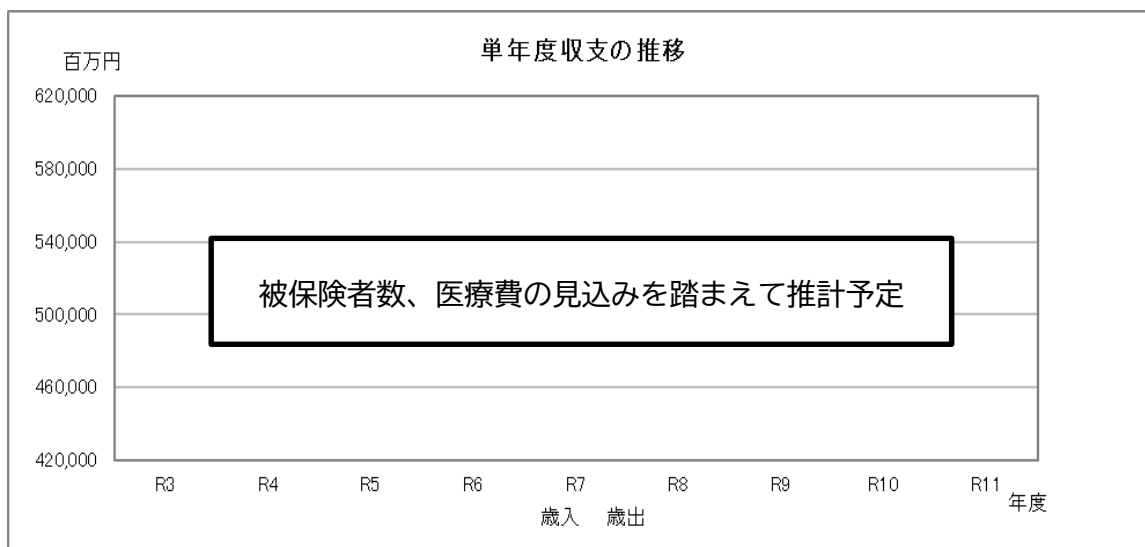 単年度収支の推移
百万円
620,000
580,000
540,000
500,000
460,000
420,000
被保険者数、医療費の見込みを踏まえて推計予定
R3 R4 R5 R6 R7 R8 R9 R10 R11
年度
歳入 歳出